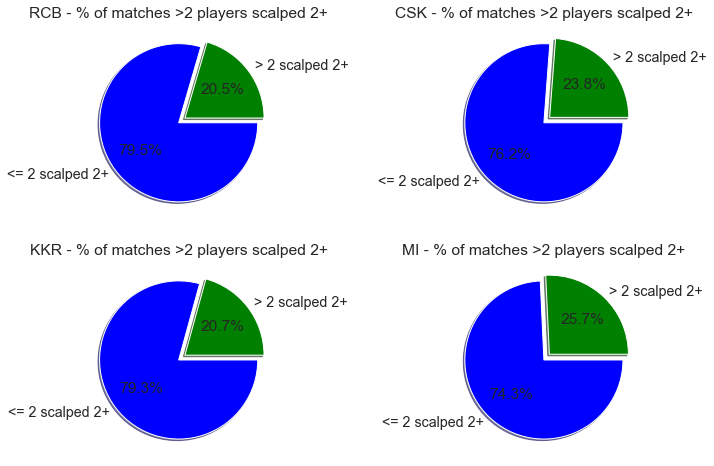 RCB - % of matches >2 players scalped 2+
> 2 scalped 2+
20.5%
79.5%
<= 2 scalped 2+
CSK - % of matches >2 players scalped 2+
> 2 scalped 2+
23.8%
76.2%
<= 2 scalped 2+
KKR - % of matches >2 players scalped 2+
> 2 scalped 2+
20.7%
79.3%
<= 2 scalped 2+
MI - % of matches >2 players scalped 2+
> 2 scalped 2+
25.7%
74.3%
<= 2 scalped 2+